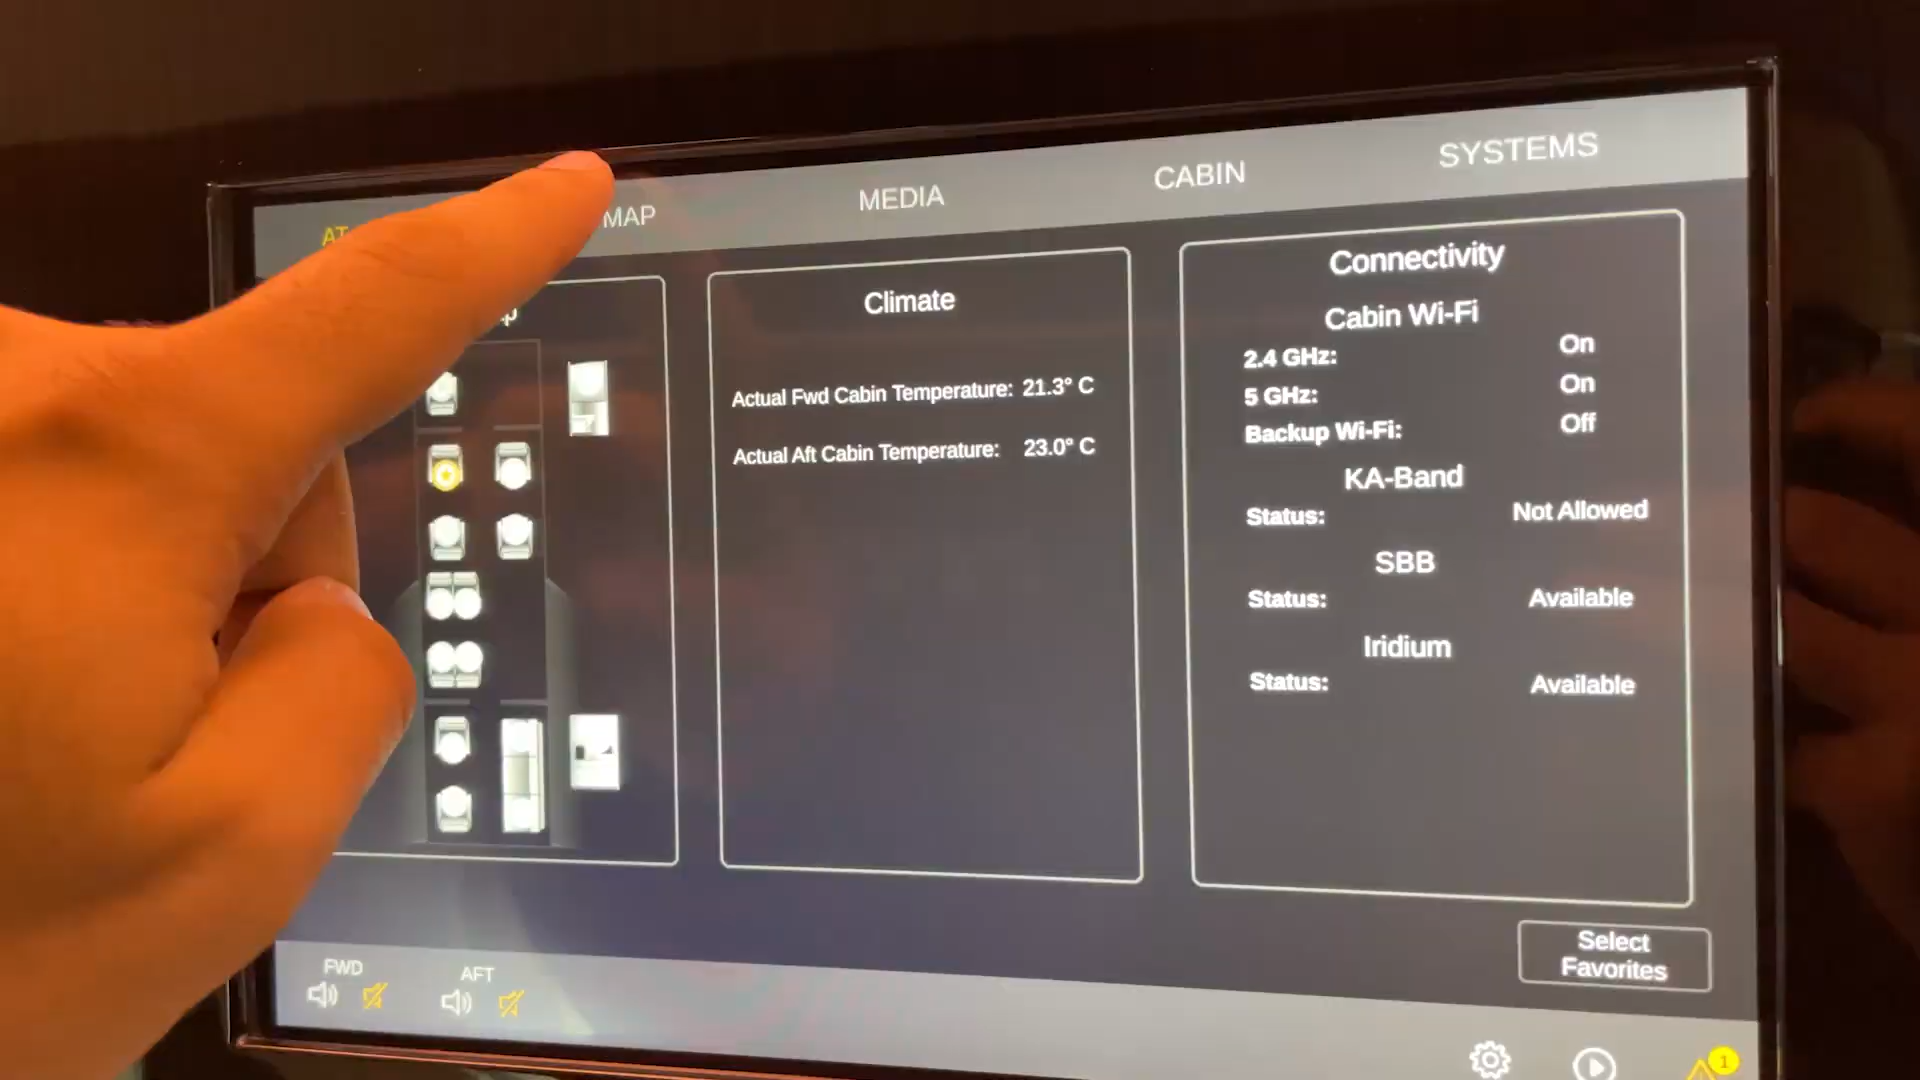 MAP
MEDIA
CABIN
SYSTEMS
Climate
Actual Fwd Cabin Temperature: 21.3° C
Actual Aft Cabin Temperature: 23.0° C
Connectivity
Cabin Wi-Fi
2.4 GHz: On
5 GHz: On
Backup Wi-Fi: Off
KA-Band
Status: Not Allowed
SBB
Status: Available
Iridium
Status: Available
Select
Favorites
FWD
AFT
1